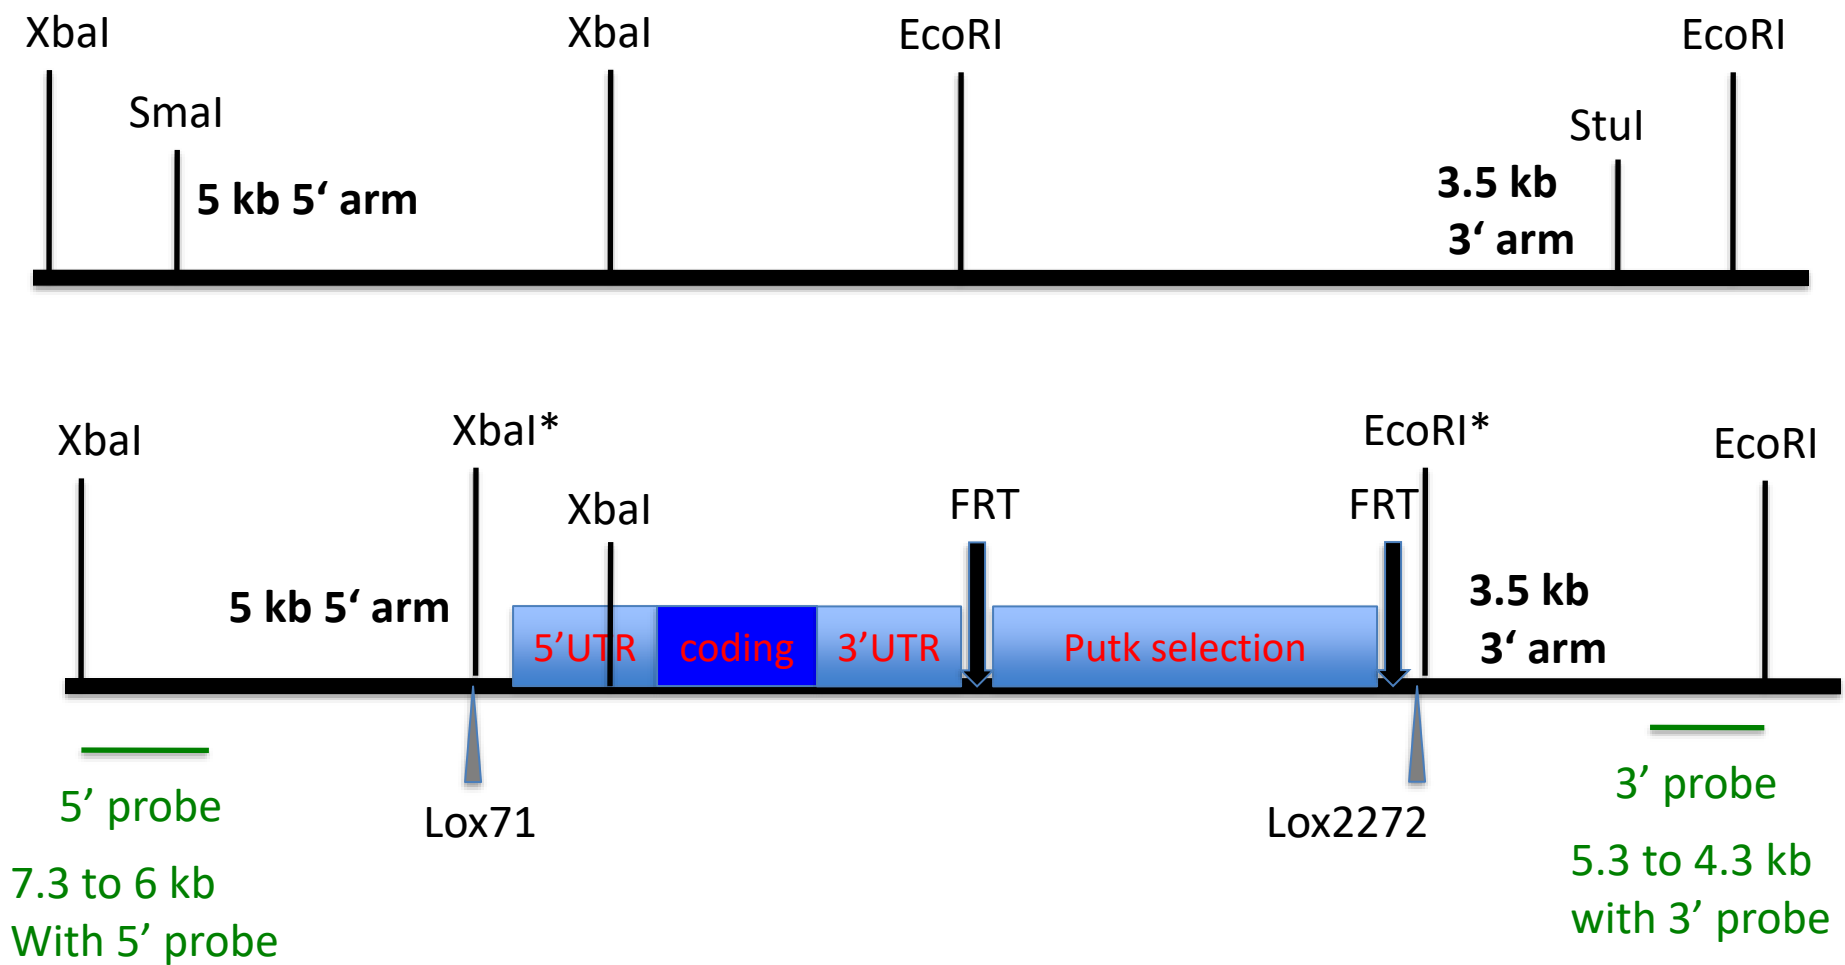 XbaI
XbaI
EcoRI
EcoRI
SmaI
StuI
5 kb 5‘ arm
3.5 kb
3‘ arm
XbaI
XbaI*
EcoRI*
EcoRI
XbaI
FRT
FRT
5 kb 5‘ arm
3.5 kb
3‘ arm
5’UTR
coding
3’UTR
Putk selection
5’ probe
Lox71
Lox2272
3’ probe
7.3 to 6 kb
With 5’ probe
5.3 to 4.3 kb
with 3’ probe